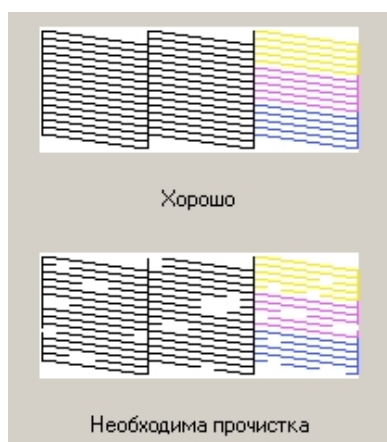 Хорошо
Необходима прочистка